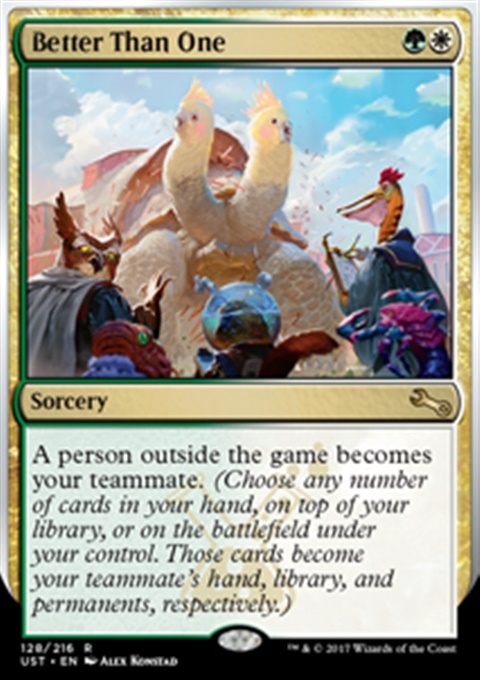 Better Than One
Sorcery
A person outside the game becomes
your teammate. (Choose any number
of cards in your hand, on top of your
library, or on the battlefield under
your control. Those cards become
your teammate's hand, library, and
permanents, respectively.)
128/216 R
UST • EN Alex Konstad
™ & © 2017 Wizards of the Coast